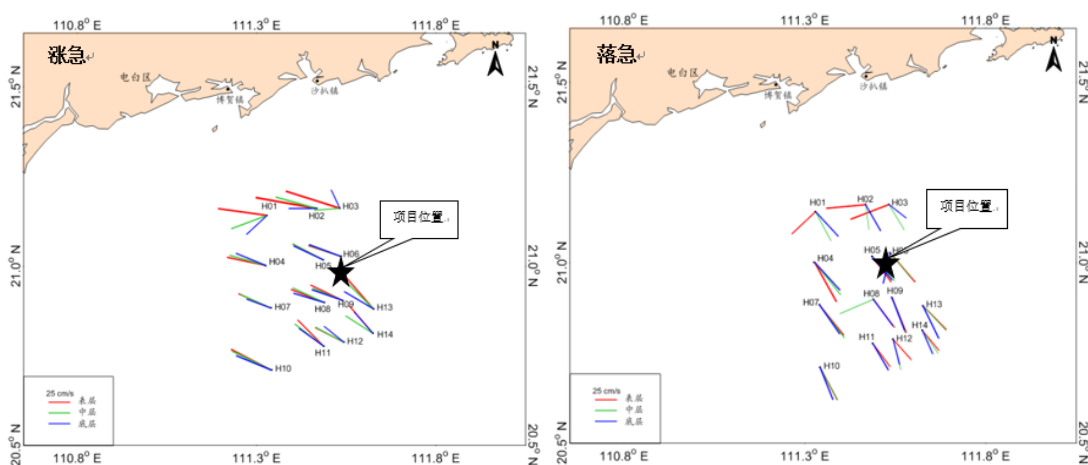 110.8° E
111.3° E
111.8° E
涨急
N
21.5° N
21.5° N
电白区
博贺镇
沙扒镇
H01
H02
H03
项目位置
H04
H05
H06
21.0° N
21.0° N
H07
H08
H09
H13
H10
H11
H12
H14
25 cm/s
表层
中层
底层
20.5° N
20.5° N
110.8° E
111.3° E
111.8° E
110.8° E
111.3° E
111.8° E
落急
N
21.5° N
21.5° N
电白区
博贺镇
沙扒镇
H01
H02
H03
项目位置
H04
H05
21.0° N
21.0° N
H07
H08
H09
H13
H10
H11
H12
H14
25 cm/s
表层
中层
底层
20.5° N
20.5° N
110.8° E
111.3° E
111.8° E